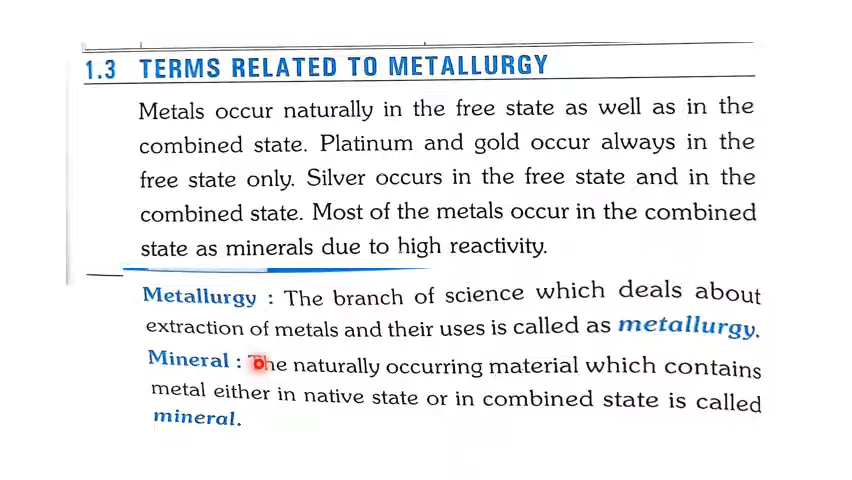 1.3 TERMS RELATED TO METALLURGY
Metals occur naturally in the free state as well as in the
combined state. Platinum and gold occur always in the
free state only. Silver occurs in the free state and in the
combined state. Most of the metals occur in the combined
state as minerals due to high reactivity.
Metallurgy : The branch of science which deals about
extraction of metals and their uses is called as metallurgy.
Mineral : The naturally occurring material which contains
metal either in native state or in combined state is called
mineral.